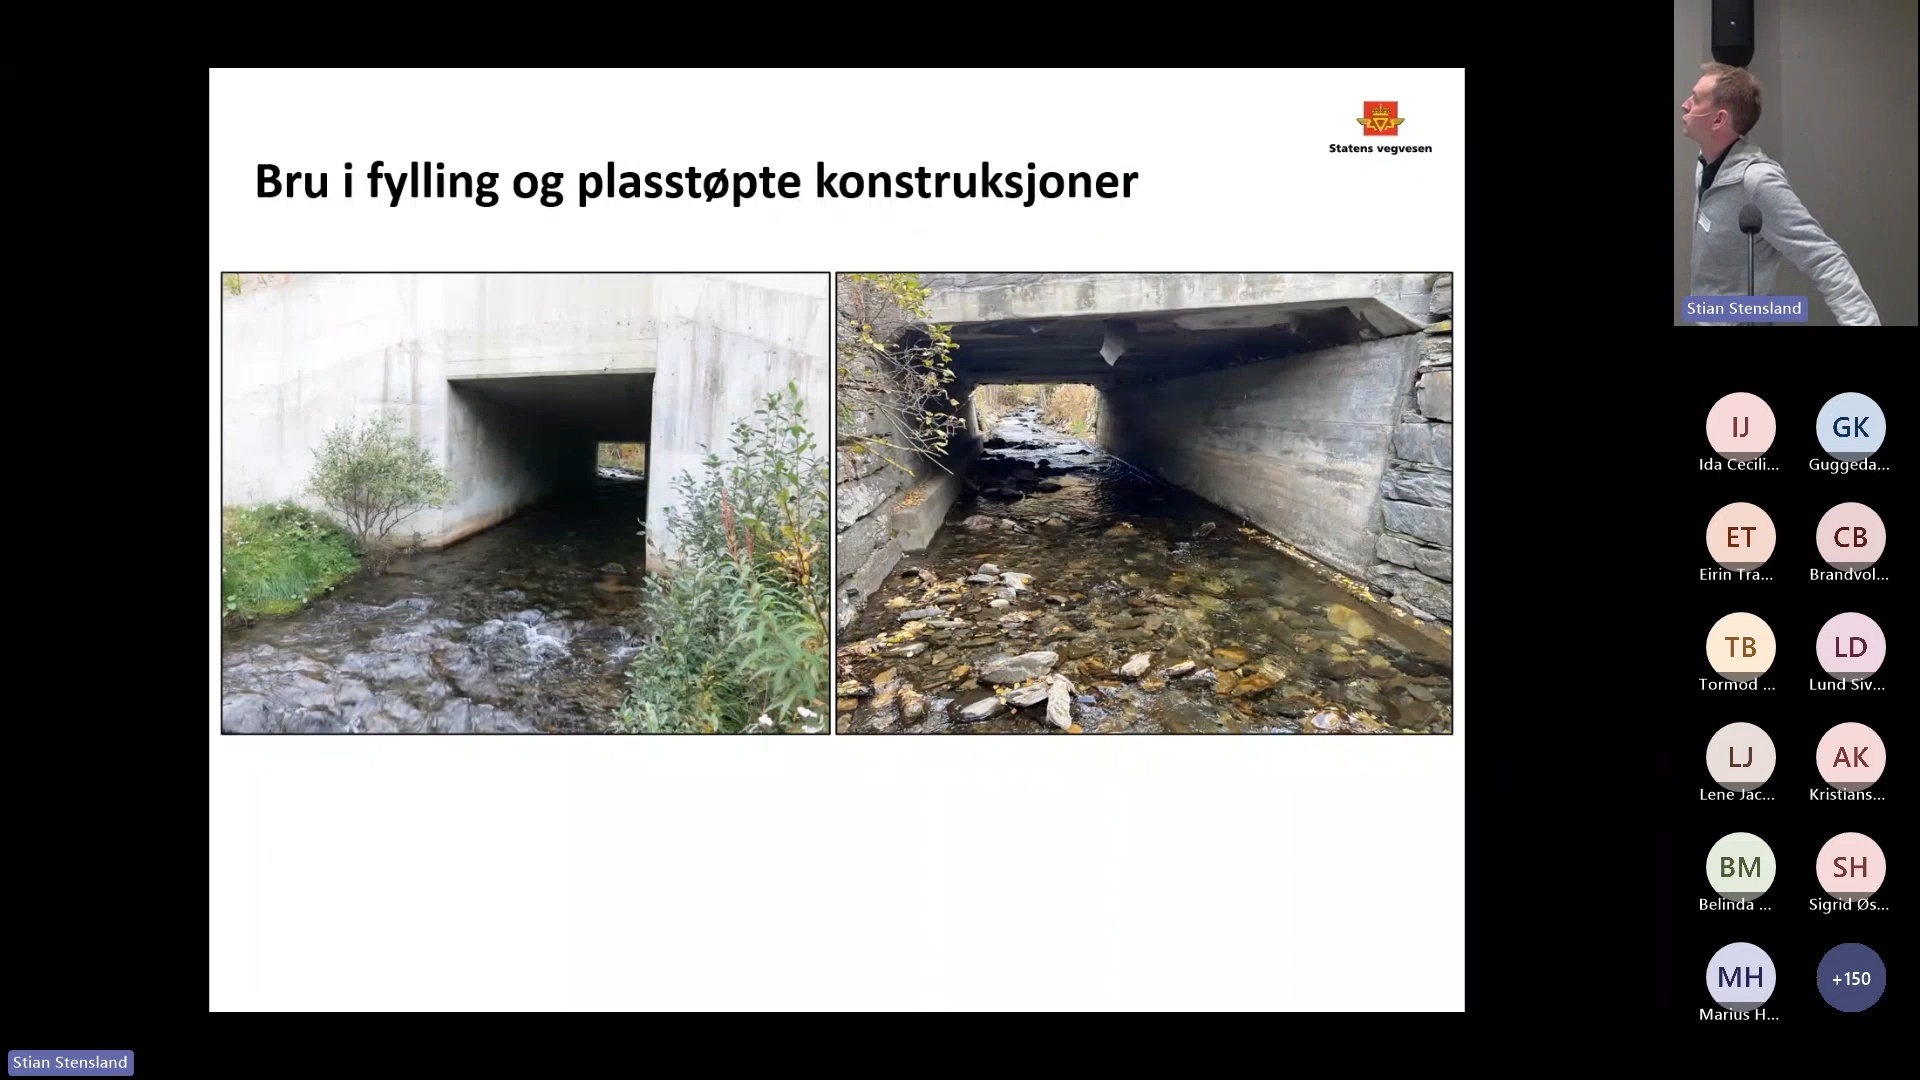 Statens vegvesen
Bru i fylling og plasstøpte konstruksjoner
Stian Stensland
IJ
Ida Cecili...
GK
Guggeda...
ET
Eirin Tra...
CB
Brandvol...
TB
Tormod ...
LD
Lund Siv...
LJ
Lene Jac...
AK
Kristians...
BM
Belinda ...
SH
Sigrid Øs...
MH
Marius H...
+150
Stian Stensland